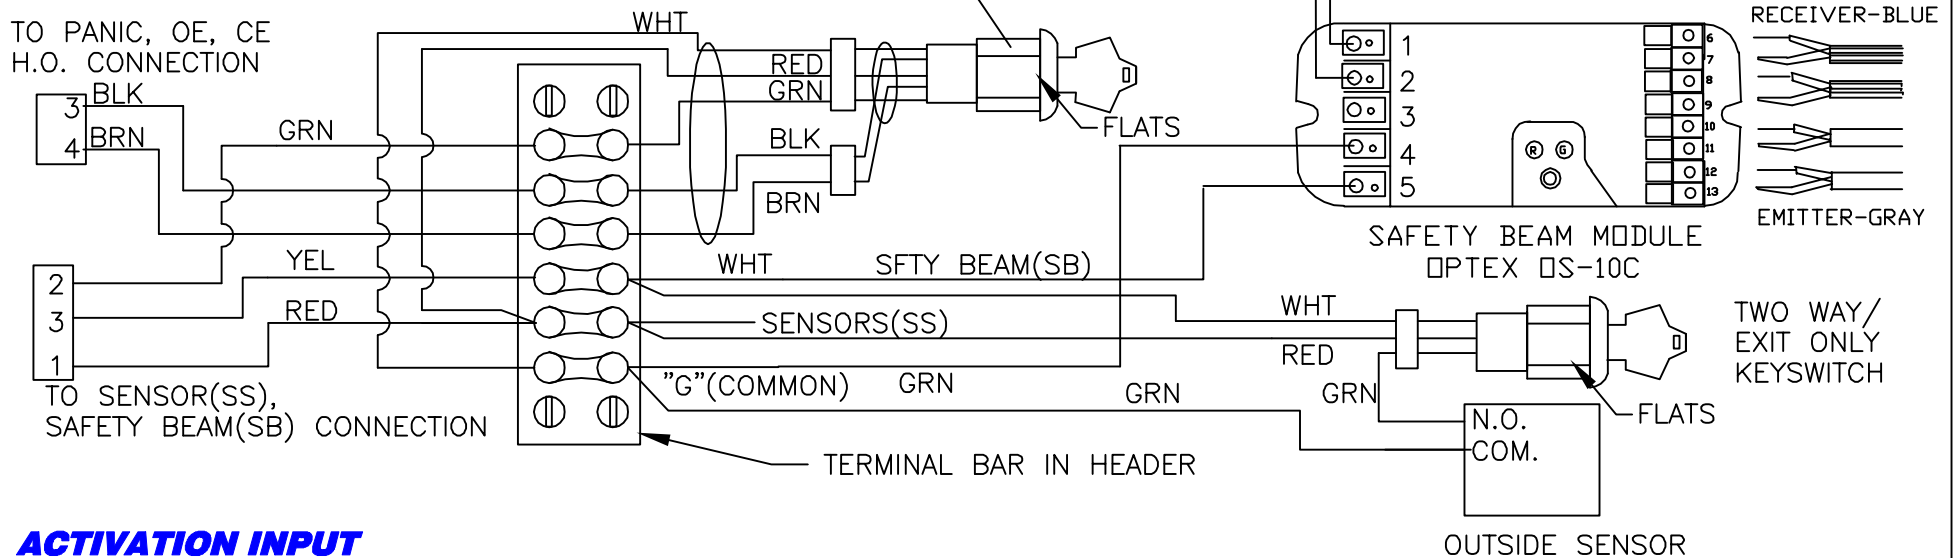 TO PANIC, OE, CE
H.O. CONNECTION
3
BLK
4
BRN
GRN
WHT
RED
GRN
BLK
BRN
FLATS
1
2
3
4
5
R
G
6
7
8
9
10
11
12
13
RECEIVER-BLUE
EMITTER-GRAY
SAFETY BEAM MODULE
OPTEX OS-10C
2
3
1
YEL
RED
WHT
SFTY BEAM(SB)
SENSORS(SS)
"G"(COMMON)
GRN
GRN
WHT
RED
GRN
TWO WAY/
EXIT ONLY
KEYSWITCH
FLATS
N.O.
COM.
OUTSIDE SENSOR
TO SENSOR(SS),
SAFETY BEAM(SB) CONNECTION
TERMINAL BAR IN HEADER
ACTIVATION INPUT